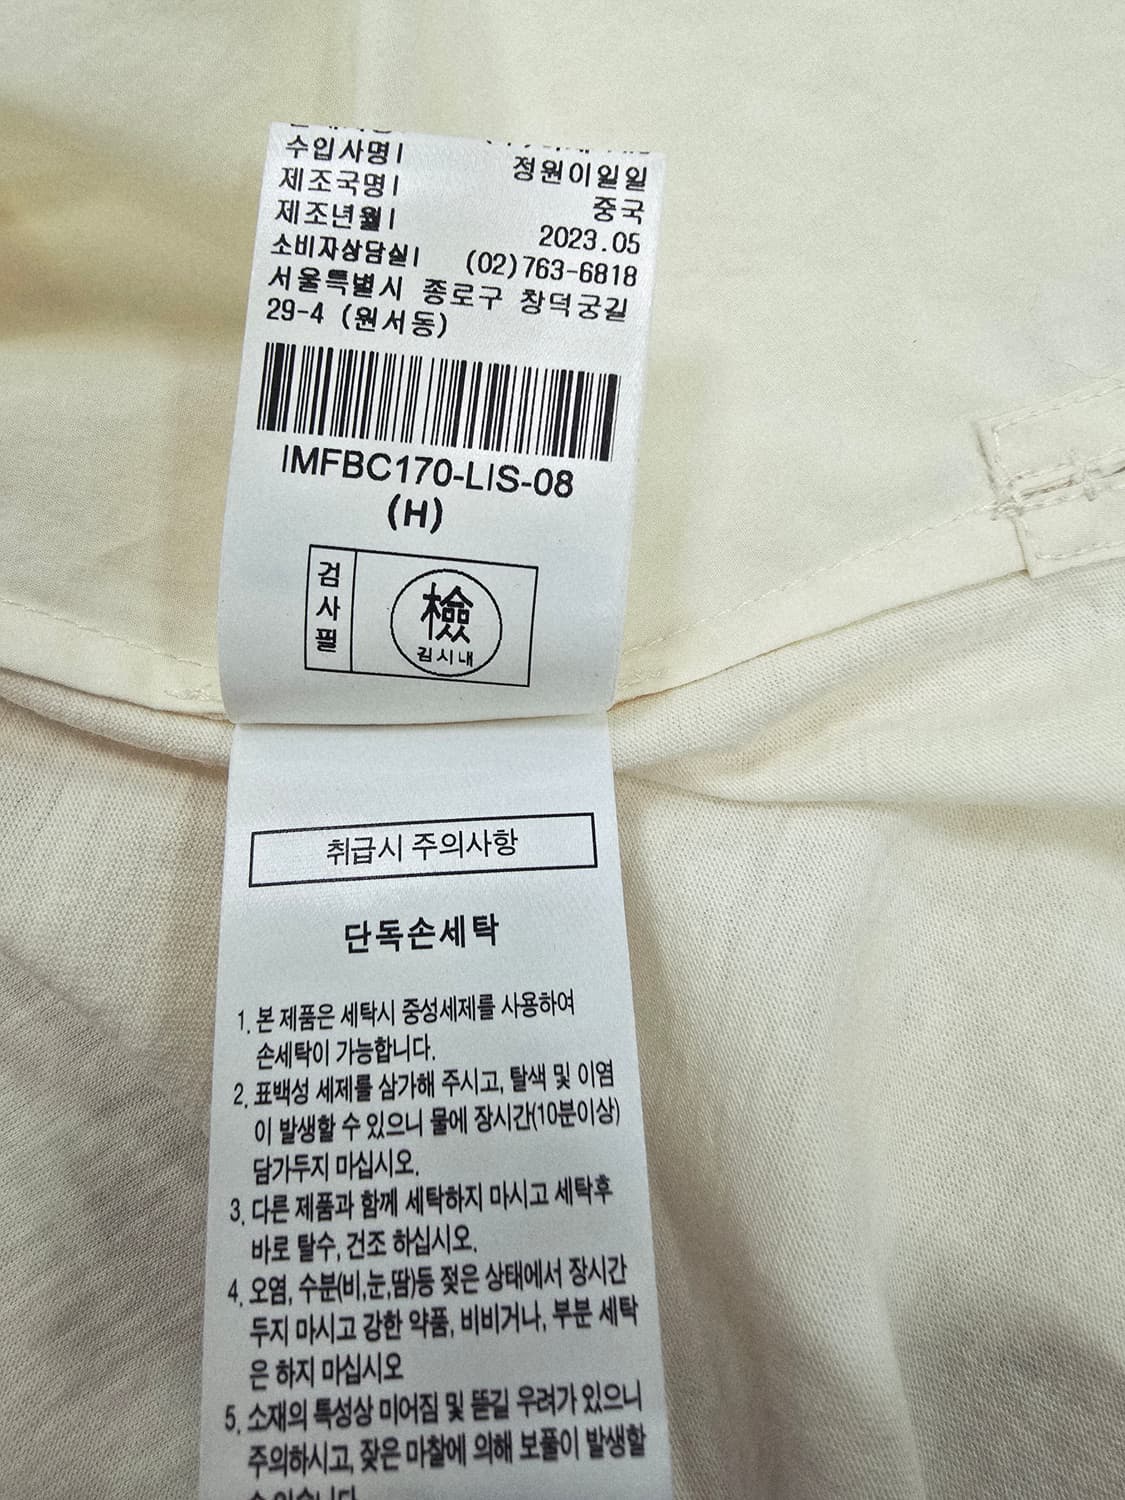 수입사명|
정원이일일
제조국명|
중국
제조년월|
2023.05
소비자상담실| (02)763-6818
서울특별시 종로구 창덕궁길
29-4 (원서동)
IMFBC170-LIS-08
(H)
검사필
檢
김시내
취급시 주의사항
단독손세탁
1. 본 제품은 세탁시 중성세제를 사용하여
손세탁이 가능합니다.
2. 표백성 세제를 삼가해 주시고, 탈색 및 이염
이 발생할 수 있으니 물에 장시간(10분이상)
담가두지 마십시오.
3. 다른 제품과 함께 세탁하지 마시고 세탁후
바로 탈수, 건조 하십시오.
4. 오염, 수분(비,눈,땀)등 젖은 상태에서 장시간
두지 마시고 강한 약품, 비비거나, 부분 세탁
은 하지 마십시오
5. 소재의 특성상 미어짐 및 뜯길 우려가 있으니
주의하시고, 잦은 마찰에 의해 보풀이 발생할